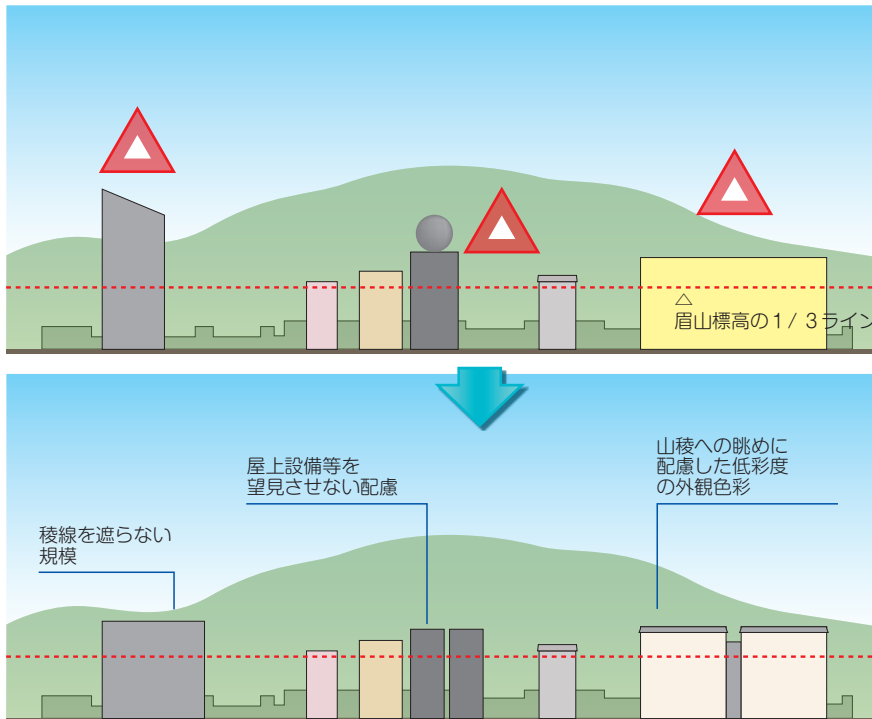 △
眉山標高の1/3ライン
稜線を遮らない
規模
屋上設備等を
望見させない配慮
山稜への眺めに
配慮した低彩度
の外観色彩